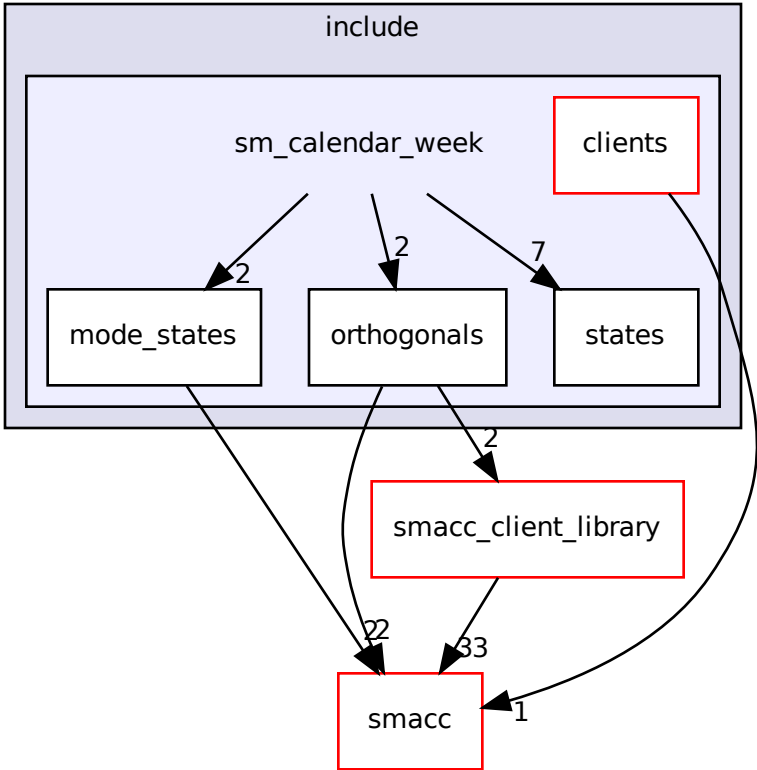 include
sm_calendar_week
clients
2
2
7
mode_states
orthogonals
states
2
smacc_client_library
2
2
33
smacc
1